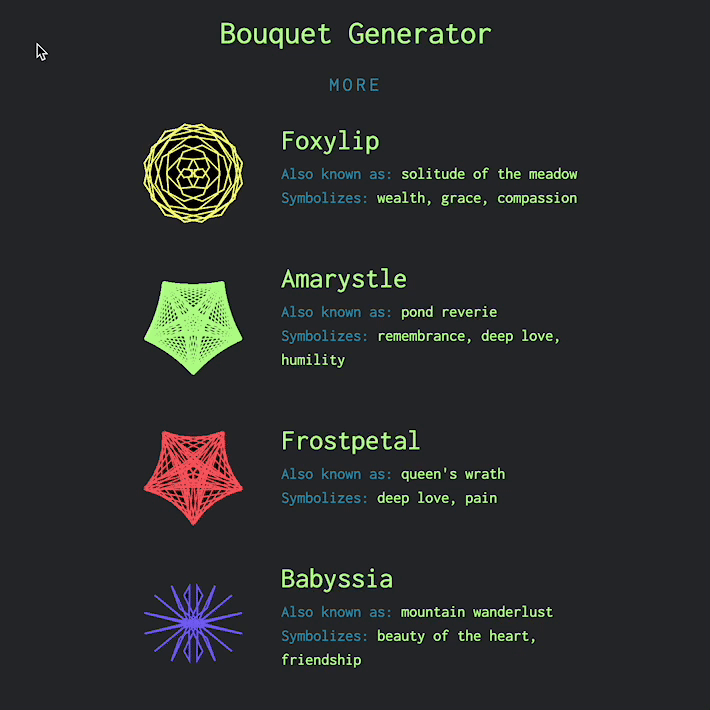 Bouquet Generator
MORE
Foxylip
Also known as: solitude of the meadow
Symbolizes: wealth, grace, compassion
Amarystle
Also known as: pond reverie
Symbolizes: remembrance, deep love,
humility
Frostpetal
Also known as: queen's wrath
Symbolizes: deep love, pain
Babyssia
Also known as: mountain wanderlust
Symbolizes: beauty of the heart,
friendship